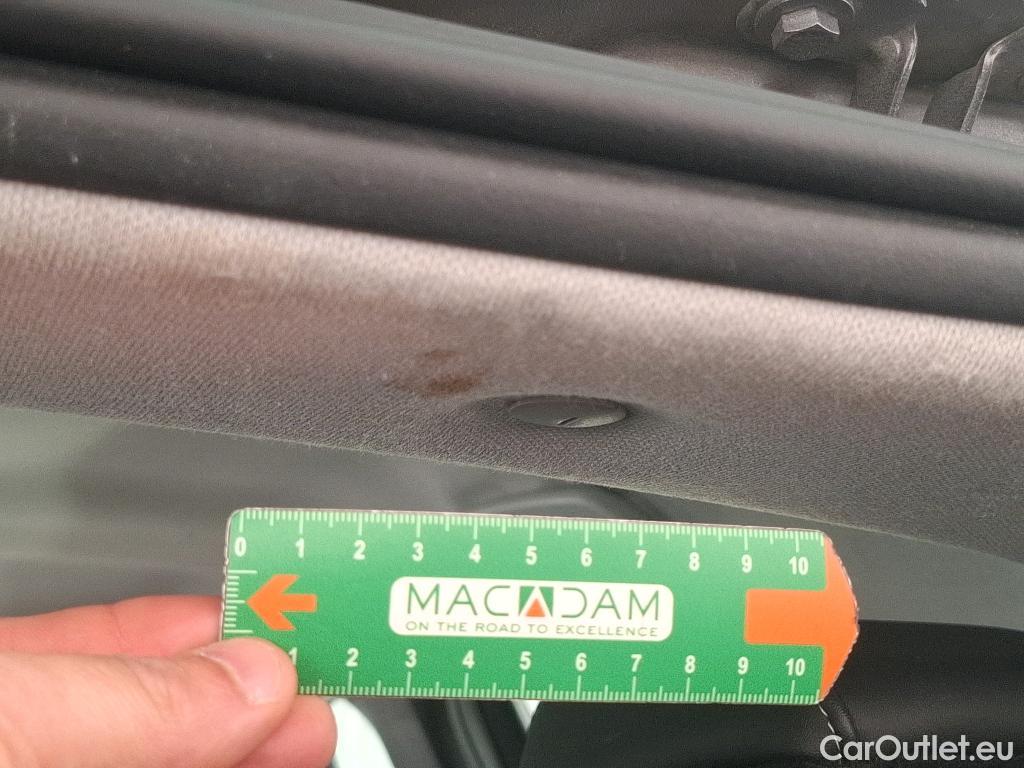 0 1 2 3 4 5 6 7 8 9 10
MACADAM
ON THE ROAD TO EXCELLENCE
1 2 3 4 5 6 7 8 9 10
CarOutlet.eu